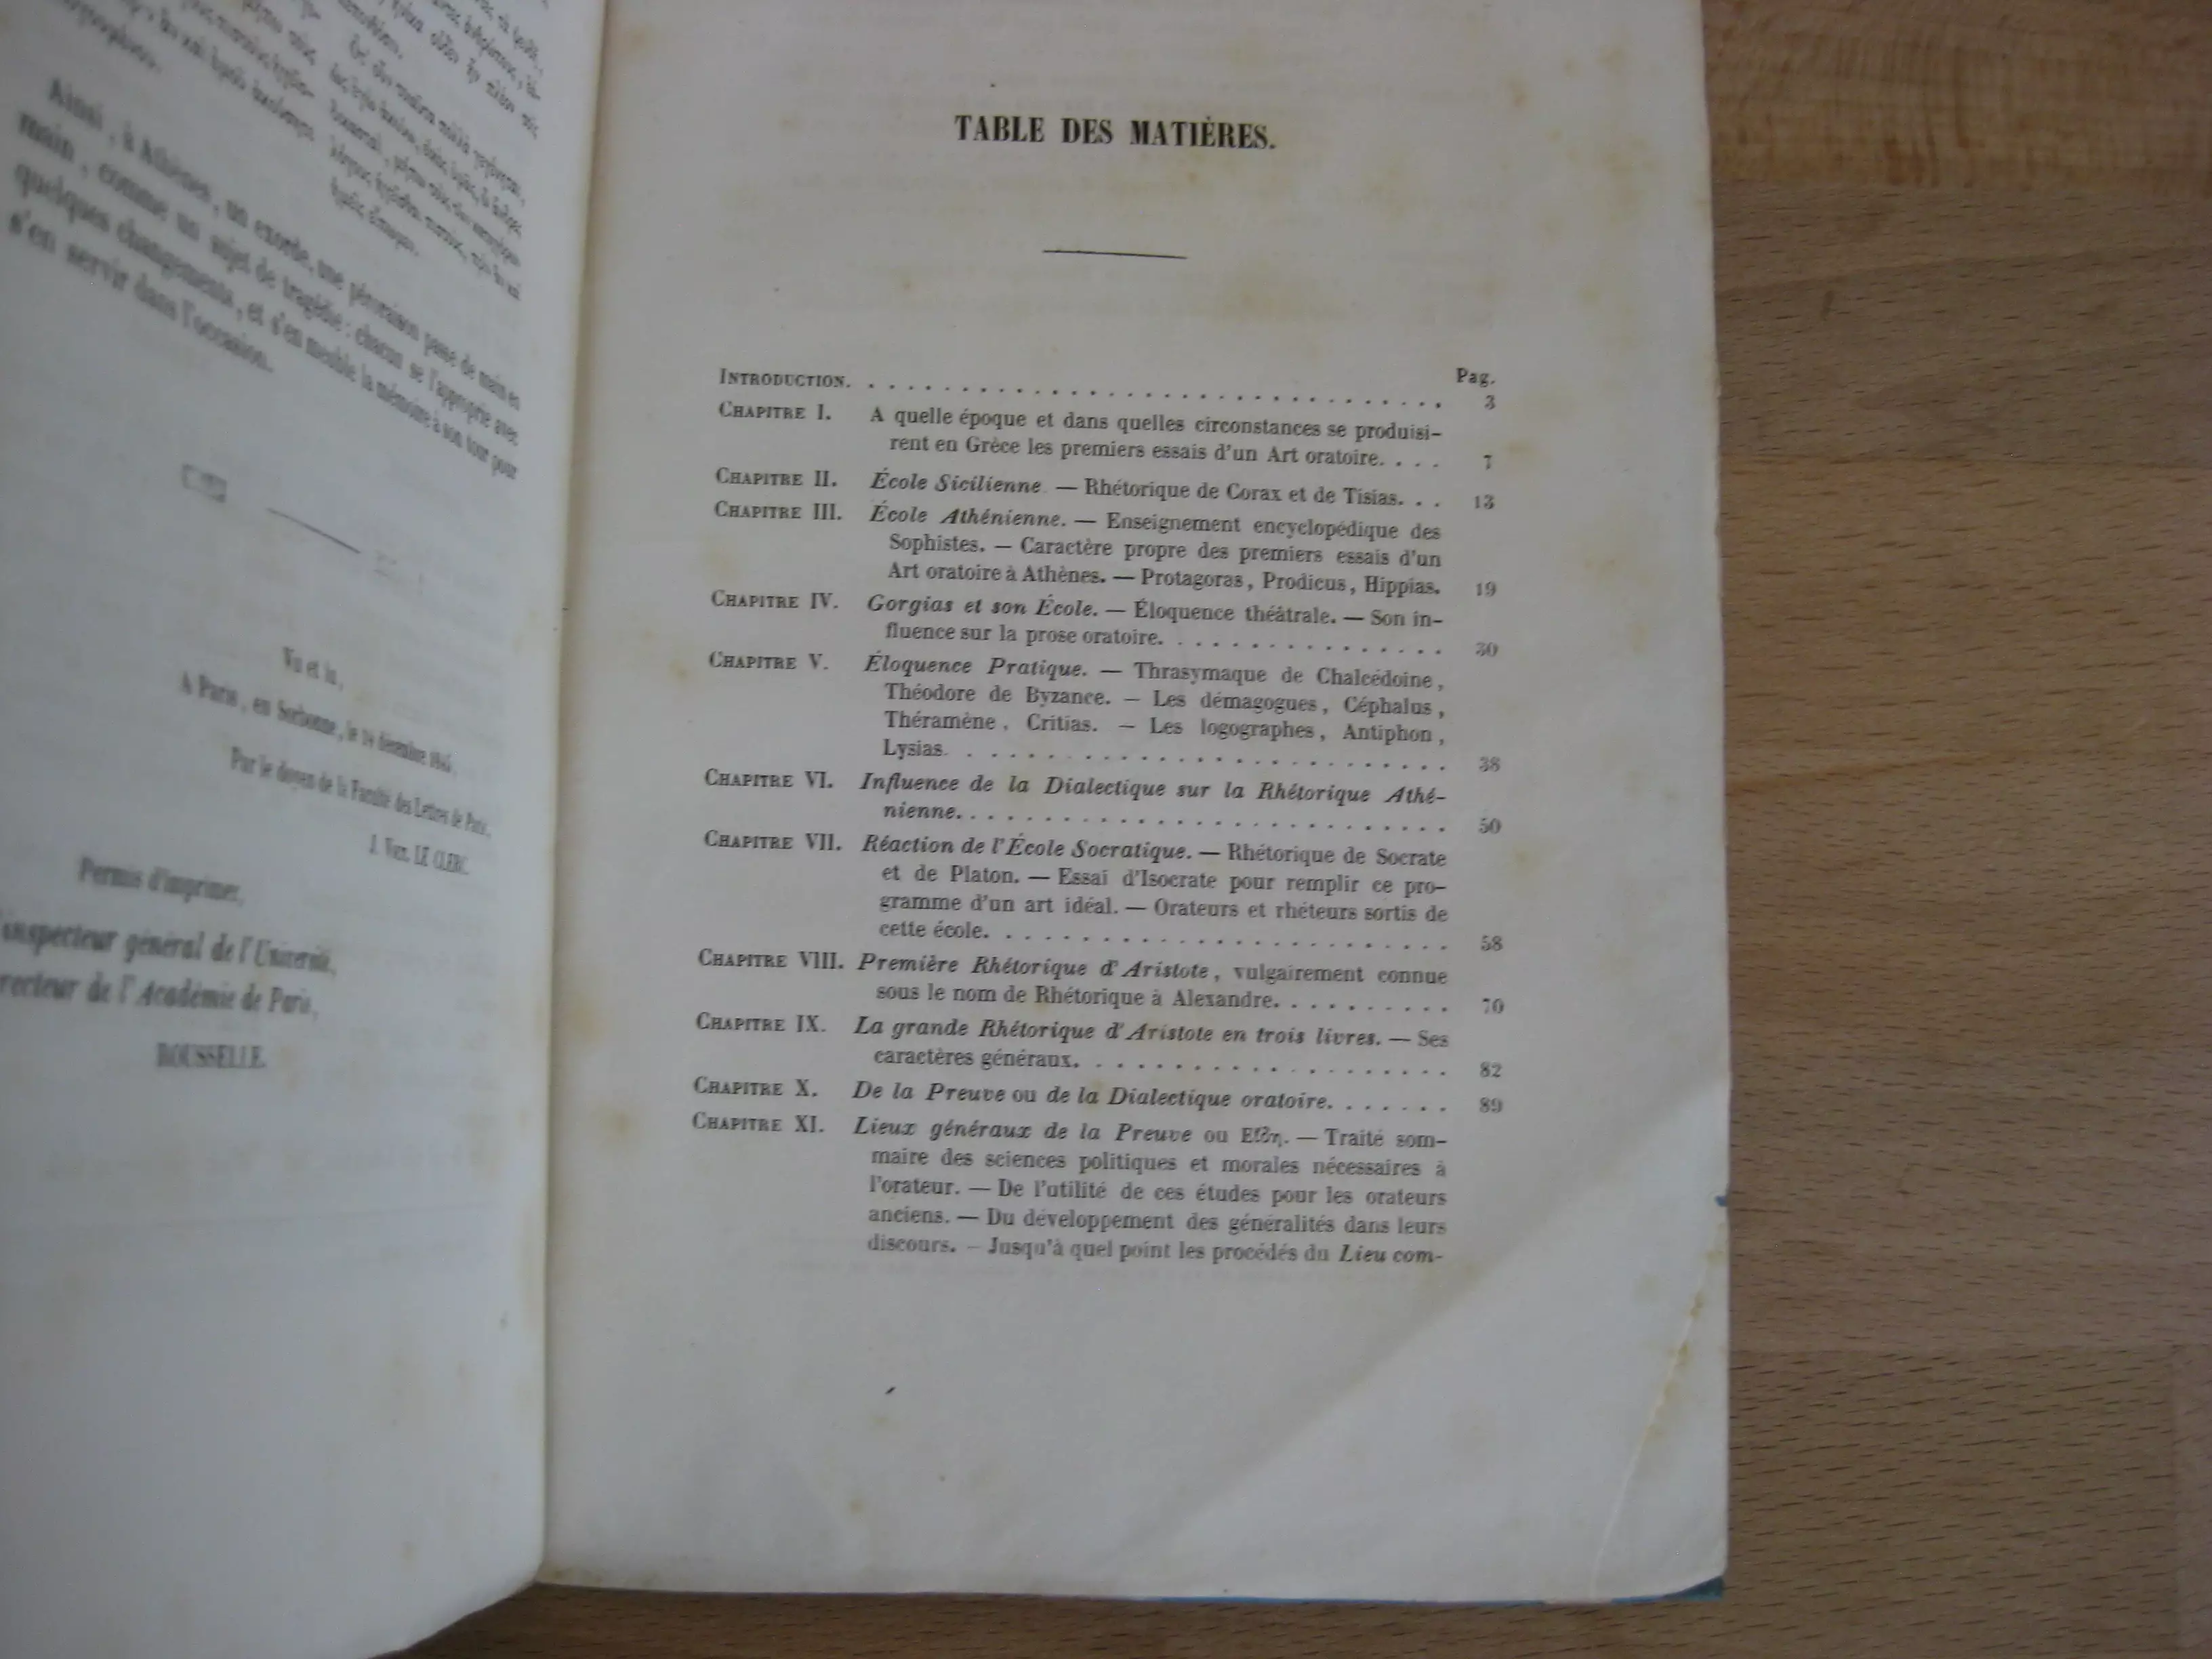 Ainsi, à Athènes, un exorde, une péroraison passe de main en
main, comme un sujet de tragédie: chacun se l'approprie avec
quelques changements, et s'en meuble la mémoire à son tour pour
s'en servir dans l'occasion.
Vu et lu,
A Paris, en Sorbonne, le 14 décembre
Par le doyen de la Faculté des Lettres de Paris,
J. Vict. LE CLERC.
Permis d'imprimer,
inspecteur général de l'Université,
recteur de l'Académie de Paris,
ROUSSELLE.
TABLE DES MATIÈRES.
Pag.
INTRODUCTION. . . . . . . . . . . . . . . . . . . . . . . . . . . 3
CHAPITRE I. A quelle époque et dans quelles circonstances se produisi-
rent en Grèce les premiers essais d'un Art oratoire. . . . 7
CHAPITRE II. École Sicilienne — Rhétorique de Corax et de Tisias. . . 13
CHAPITRE III. École Athénienne. — Enseignement encyclopédique des
Sophistes. — Caractère propre des premiers essais d'un
Art oratoire à Athènes. — Protagoras, Prodicus, Hippias. 19
CHAPITRE IV. Gorgias et son École. — Éloquence théâtrale. — Son in-
fluence sur la prose oratoire. . . . . . . . . . . . . . . 30
CHAPITRE V. Éloquence Pratique. — Thrasymaque de Chalcédoine,
Théodore de Byzance. — Les démagogues, Céphalus,
Théramène, Critias. — Les logographes, Antiphon,
Lysias. . . . . . . . . . . . . . . . . . . . . . . . . . 38
CHAPITRE VI. Influence de la Dialectique sur la Rhétorique Athé-
nienne. . . . . . . . . . . . . . . . . . . . . . . . . . 50
CHAPITRE VII. Réaction de l'École Socratique. — Rhétorique de Socrate
et de Platon. — Essai d'Isocrate pour remplir ce pro-
gramme d'un art idéal. — Orateurs et rhéteurs sortis de
cette école. . . . . . . . . . . . . . . . . . . . . . . . 58
CHAPITRE VIII. Première Rhétorique d'Aristote, vulgairement connue
sous le nom de Rhétorique à Alexandre. . . . . . . . . . 70
CHAPITRE IX. La grande Rhétorique d'Aristote en trois livres. — Ses
caractères généraux. . . . . . . . . . . . . . . . . . . . 82
CHAPITRE X. De la Preuve ou de la Dialectique oratoire. . . . . . . 89
CHAPITRE XI. Lieux généraux de la Preuve ou Εἴδη. — Traité som-
maire des sciences politiques et morales nécessaires à
l'orateur. — De l'utilité de ces études pour les orateurs
anciens. — Du développement des généralités dans leurs
discours. — Jusqu'à quel point les procédés du Lieu com-